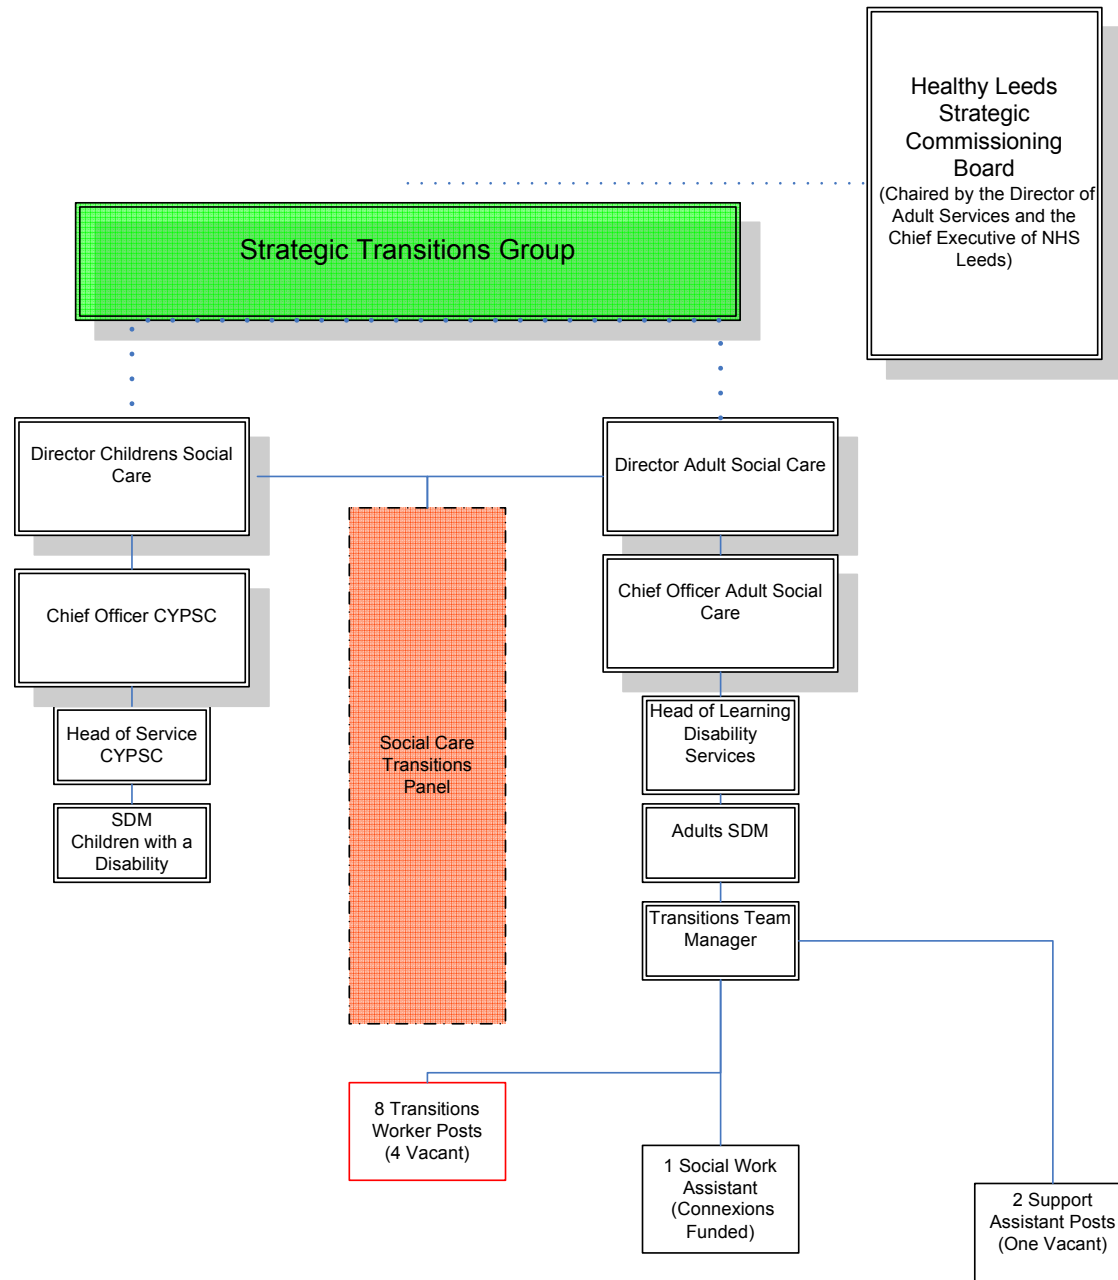 Healthy Leeds
Strategic
Commissioning
Board
(Chaired by the Director of
Adult Services and the
Chief Executive of NHS
Leeds)
Strategic Transitions Group
Director Childrens Social
Care
Director Adult Social Care
Chief Officer CYPSC
Chief Officer Adult Social
Care
Head of Service
CYPSC
Head of Learning
Disability
Services
Social Care
Transitions
Panel
SDM
Children with a
Disability
Adults SDM
Transitions Team
Manager
8 Transitions
Worker Posts
(4 Vacant)
1 Social Work
Assistant
(Connexions
Funded)
2 Support
Assistant Posts
(One Vacant)